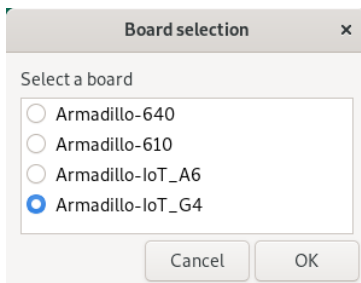 Board selection ×
Select a board
Armadillo-640
Armadillo-610
Armadillo-IoT_A6
Armadillo-IoT_G4
Cancel OK